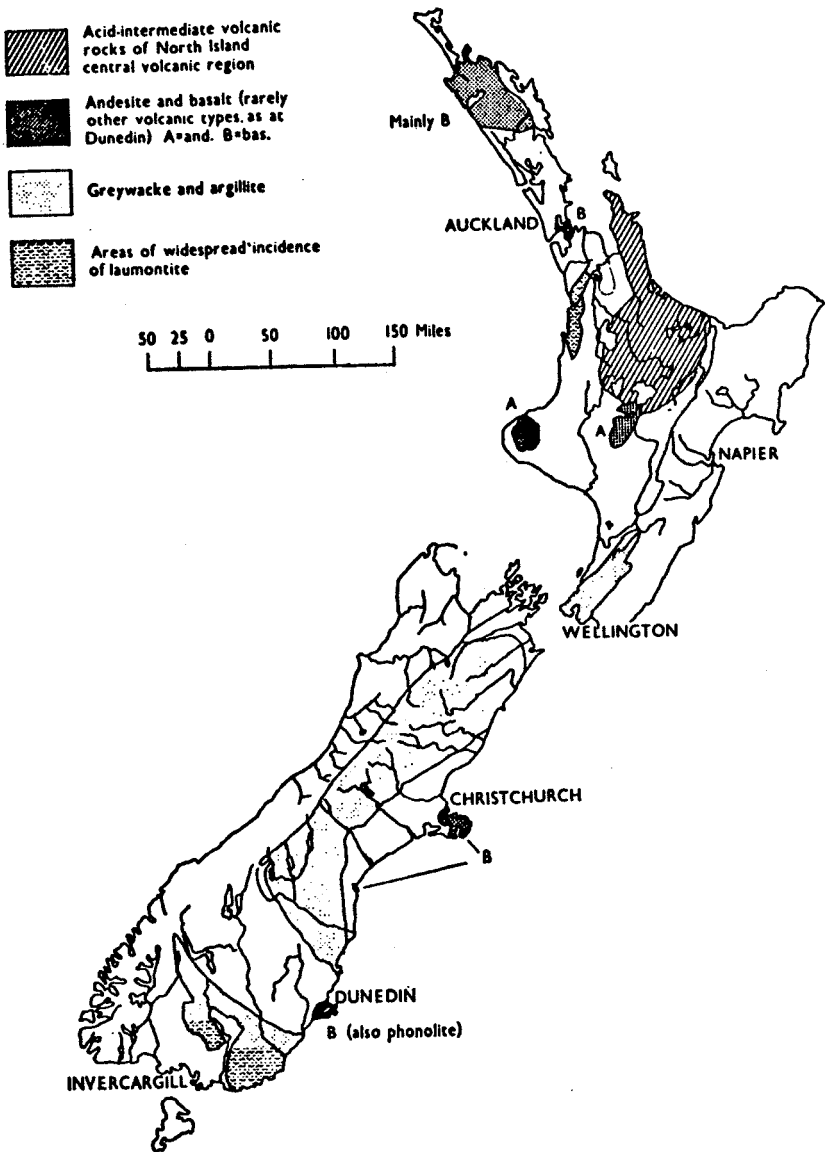 Acid-intermediate volcanic
rocks of North Island
central volcanic region
Andesite and basalt (rarely
other volcanic types, as at
Dunedin) A=and. B=bas.
Greywacke and argillite
Areas of widespread incidence
of laumontite
50 25 0 50 100 150 Miles
Mainly B
AUCKLAND
B
A
A
NAPIER
WELLINGTON
CHRISTCHURCH
B
DUNEDIN
B (also phonolite)
INVERCARGILL